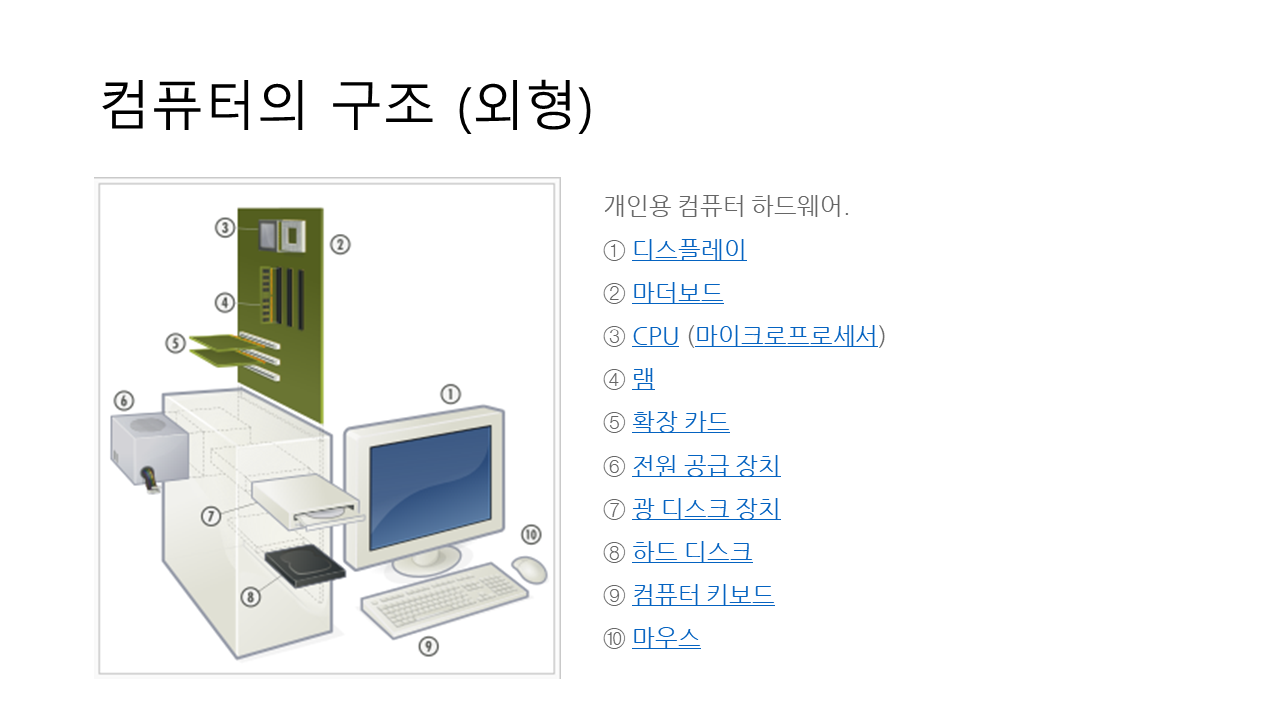 컴퓨터의 구조 (외형)
③
②
④
⑤
⑥
①
⑦
⑩
⑧
⑨
개인용 컴퓨터 하드웨어.
① 디스플레이
② 마더보드
③ CPU (마이크로프로세서)
④ 램
⑤ 확장 카드
⑥ 전원 공급 장치
⑦ 광 디스크 장치
⑧ 하드 디스크
⑨ 컴퓨터 키보드
⑩ 마우스